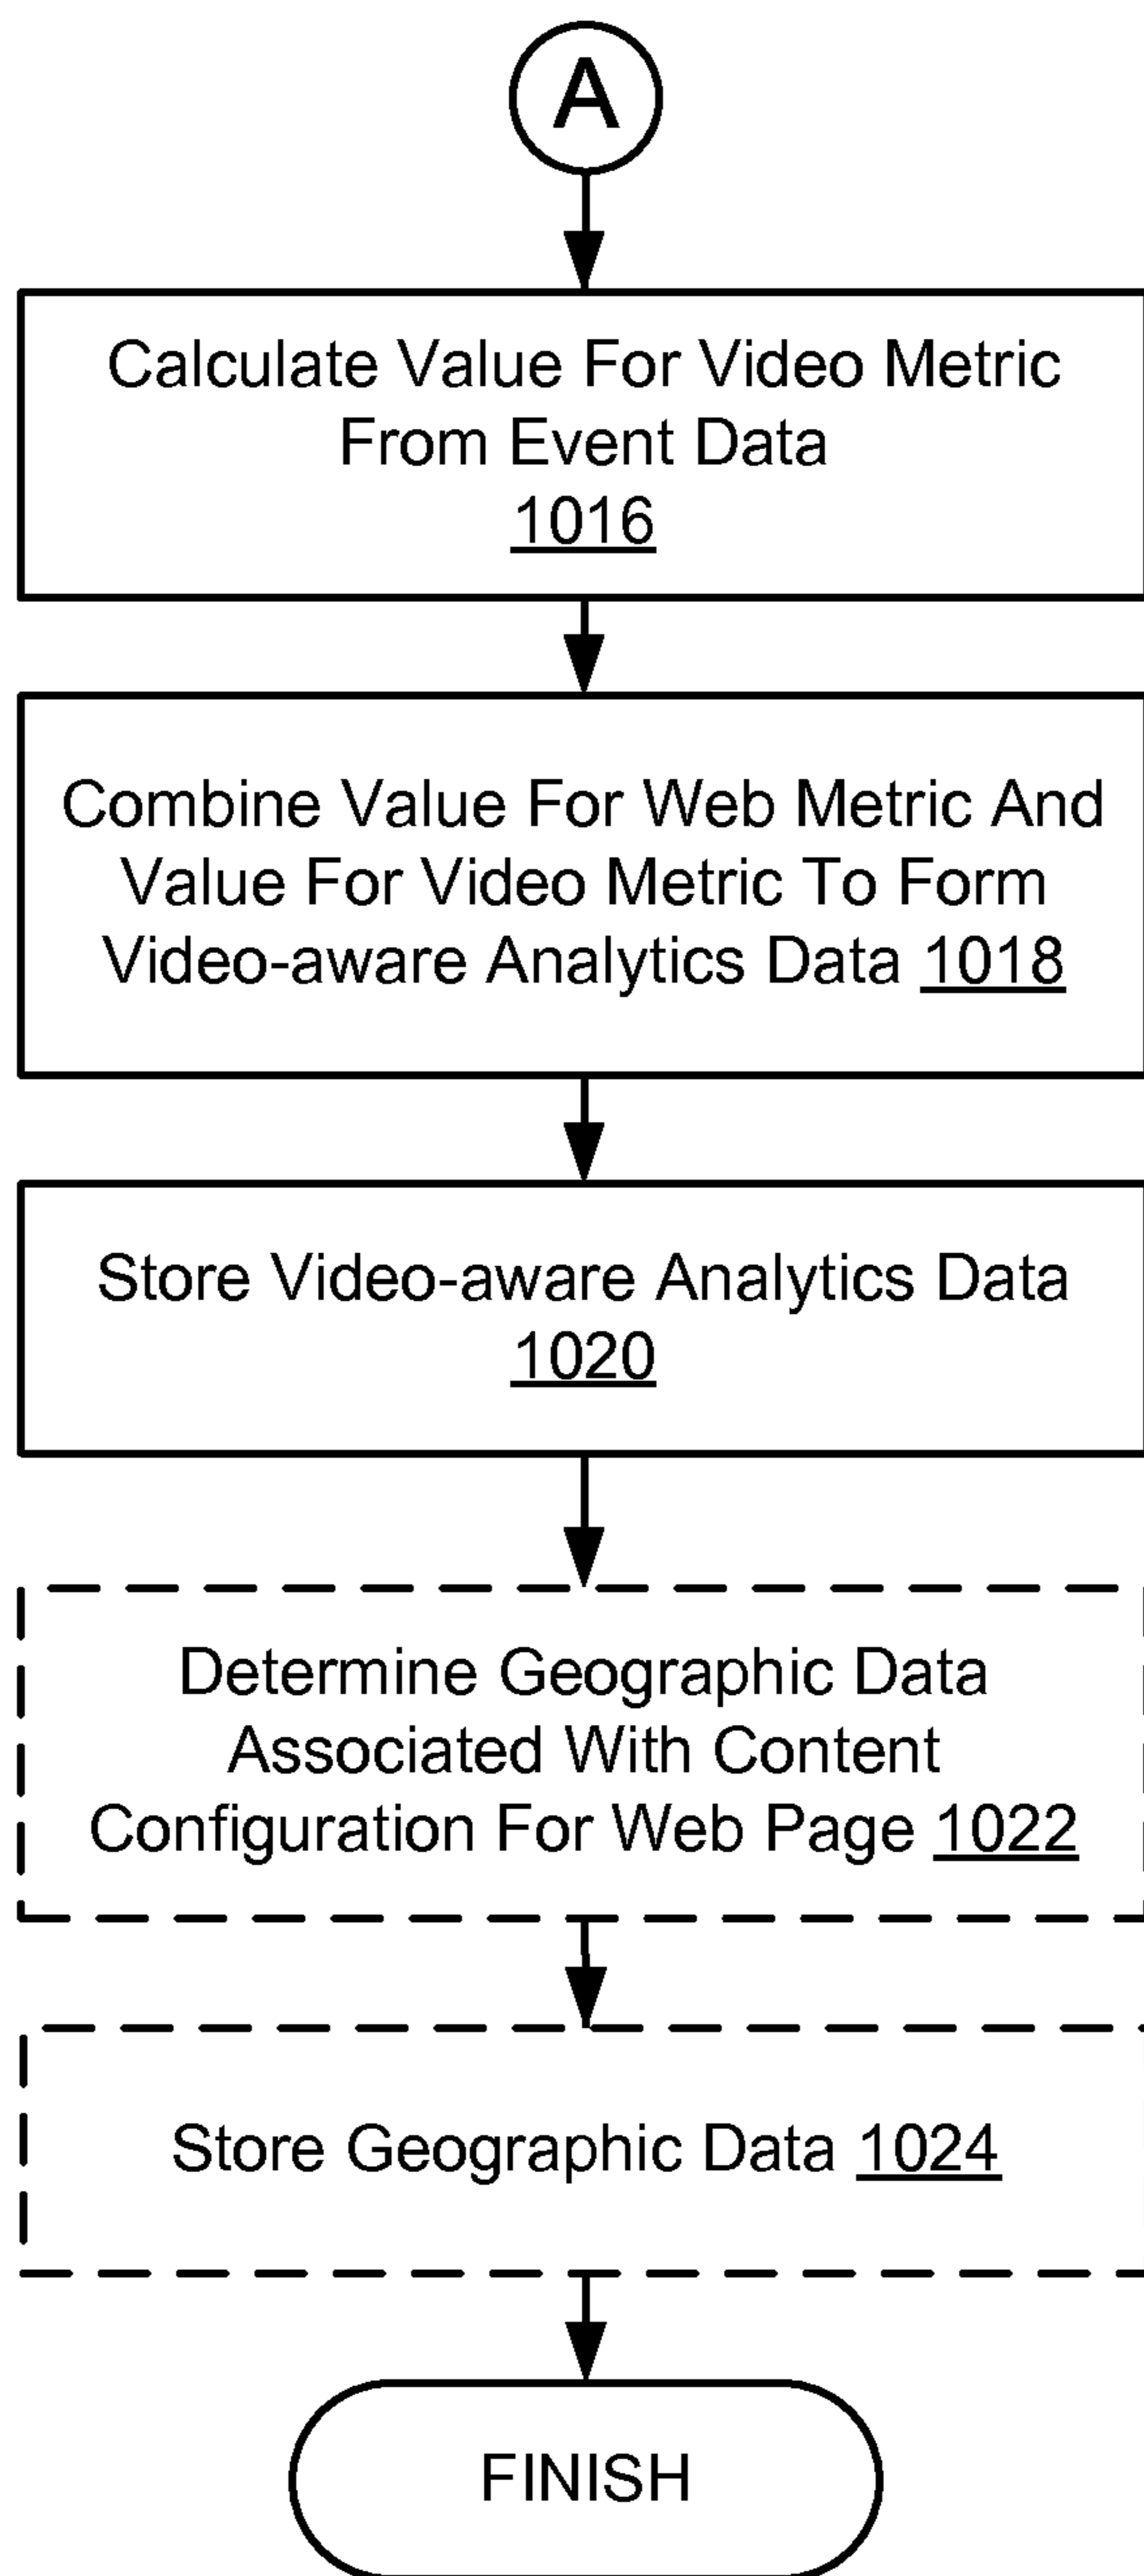 A
Calculate Value For Video Metric
From Event Data
1016
Combine Value For Web Metric And
Value For Video Metric To Form
Video-aware Analytics Data 1018
Store Video-aware Analytics Data
1020
Determine Geographic Data
Associated With Content
Configuration For Web Page 1022
Store Geographic Data 1024
FINISH